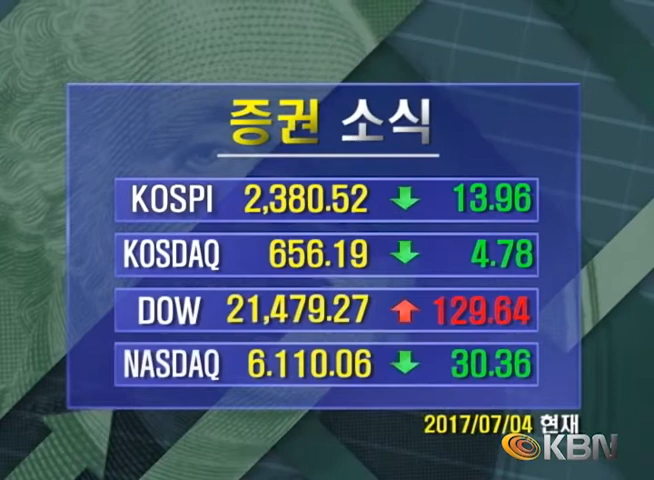 증권 소식
KOSPI 2,380.52 ↓ 13.96
KOSDAQ 656.19 ↓ 4.78
DOW 21,479.27 ↑ 129.64
NASDAQ 6.110.06 ↓ 30.36
2017/07/04 현재
KBN